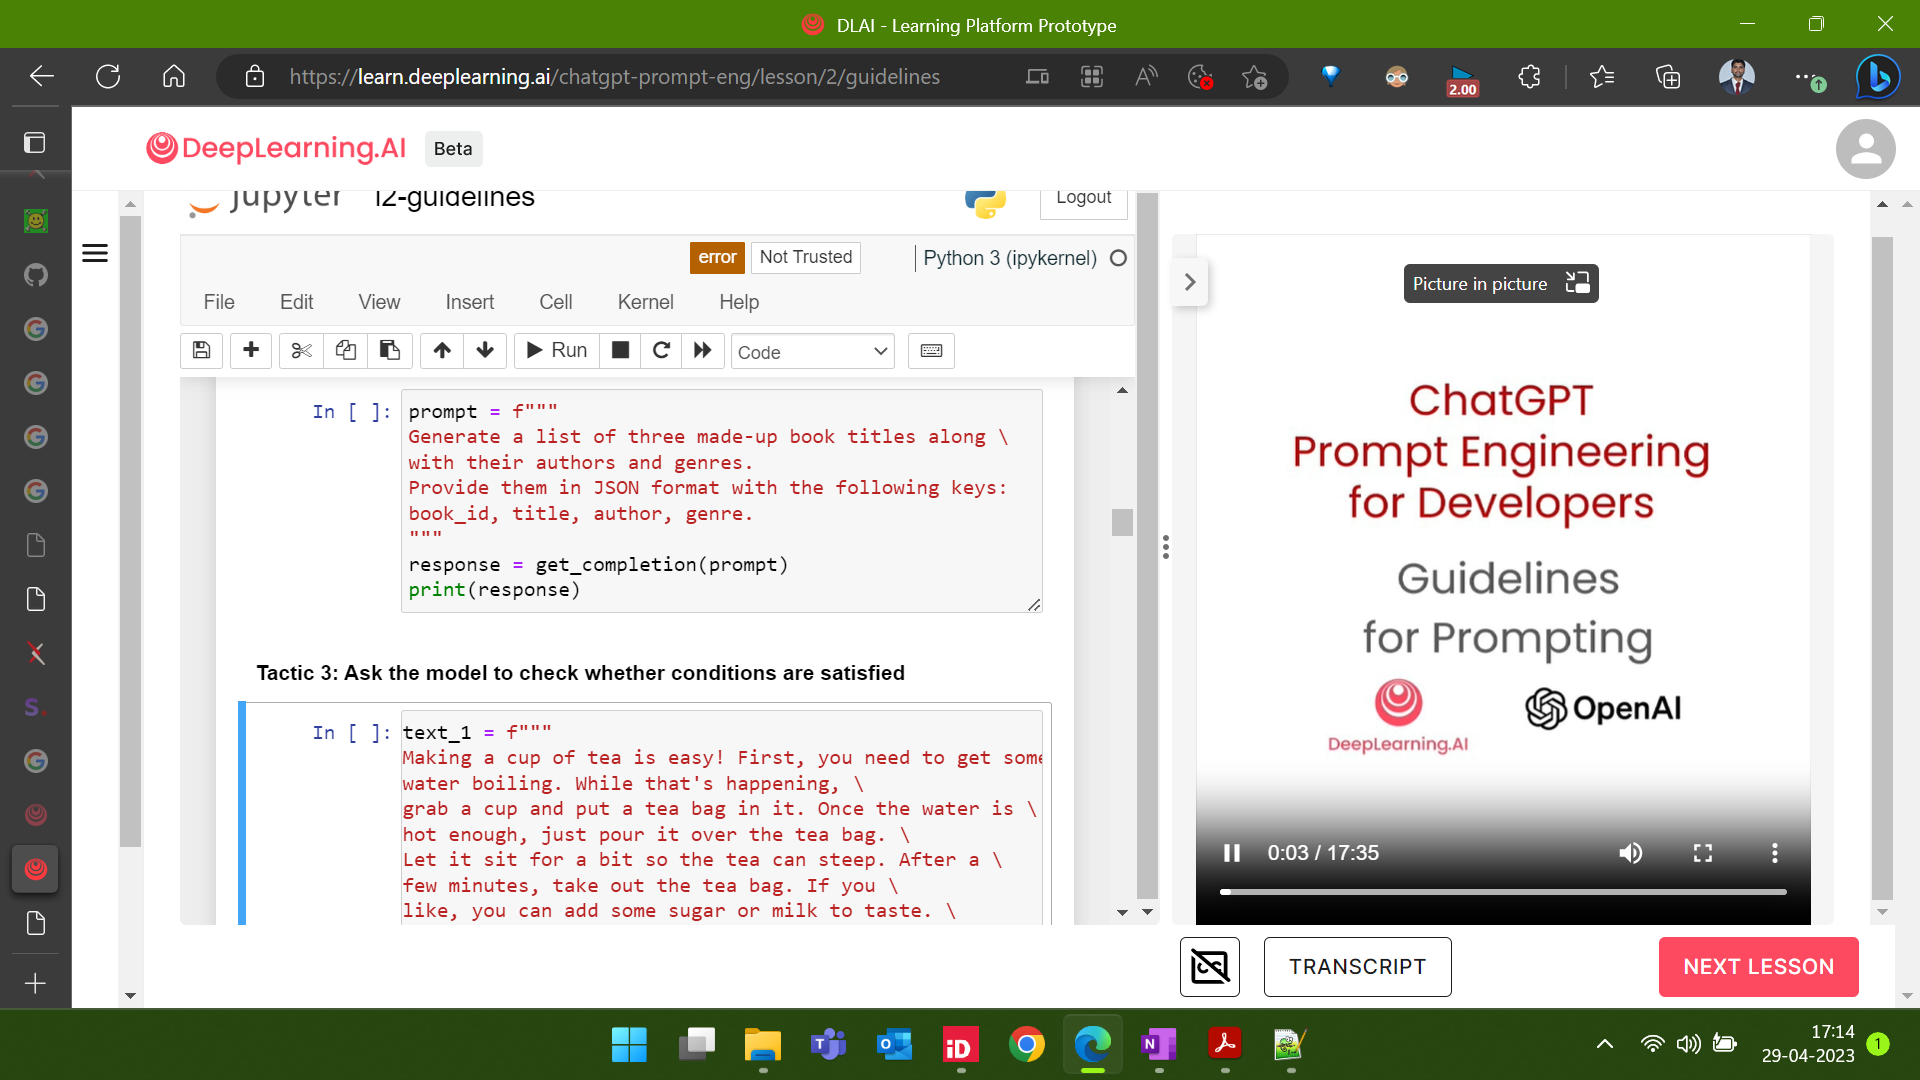 DLAI - Learning Platform Prototype
https://learn.deeplearning.ai/chatgpt-prompt-eng/lesson/2/guidelines
2.00
DeepLearning.AI Beta
jupyter l2-guidelines
Logout
error Not Trusted Python 3 (ipykernel)
File Edit View Insert Cell Kernel Help
Run Code
In [ ]: prompt = f"""
Generate a list of three made-up book titles along \
with their authors and genres.
Provide them in JSON format with the following keys:
book_id, title, author, genre.
"""
response = get_completion(prompt)
print(response)
Tactic 3: Ask the model to check whether conditions are satisfied
In [ ]: text_1 = f"""
Making a cup of tea is easy! First, you need to get some
water boiling. While that's happening, \
grab a cup and put a tea bag in it. Once the water is \
hot enough, just pour it over the tea bag. \
Let it sit for a bit so the tea can steep. After a \
few minutes, take out the tea bag. If you \
like, you can add some sugar or milk to taste. \
Picture in picture
ChatGPT
Prompt Engineering
for Developers
Guidelines
for Prompting
DeepLearning.AI
OpenAI
0:03 / 17:35
CC
TRANSCRIPT
NEXT LESSON
17:14
29-04-2023
1